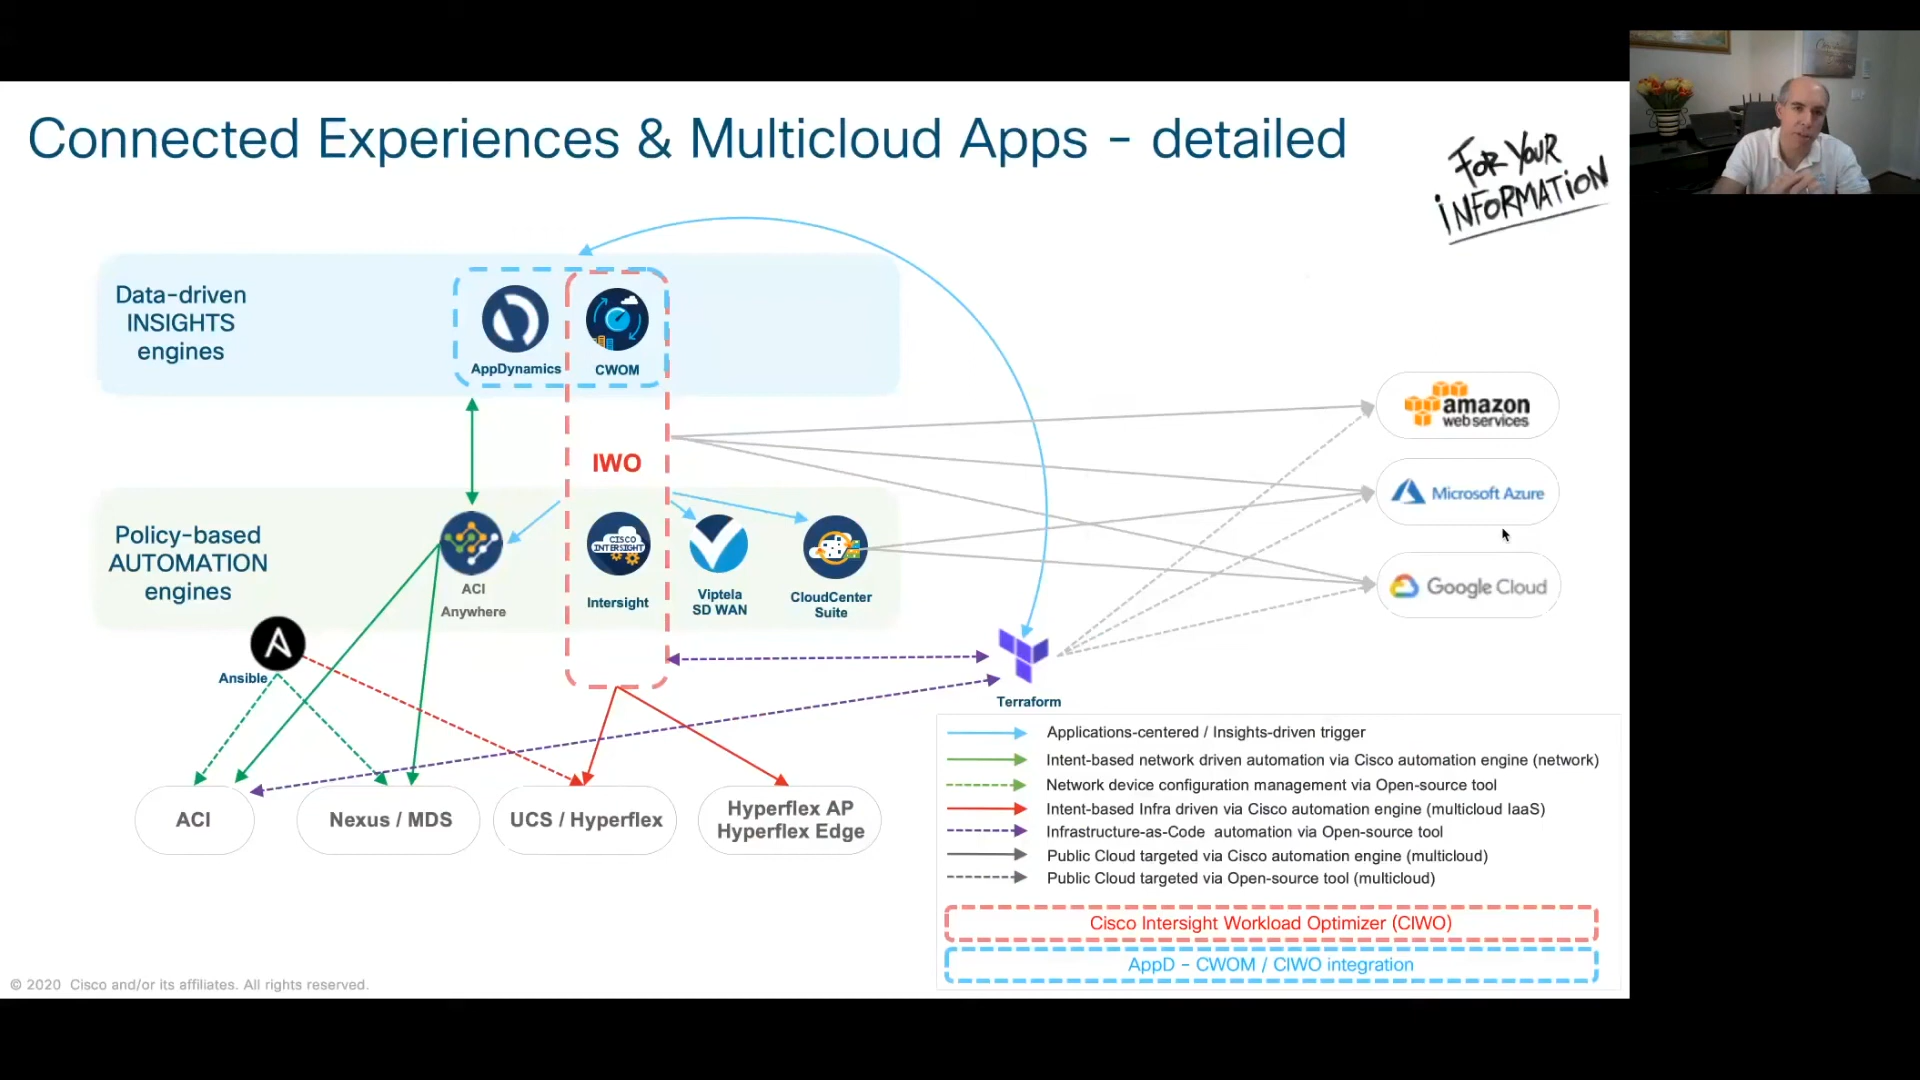 Connected Experiences & Multicloud Apps - detailed
FOR YOUR
INFORMATION
Data-driven
INSIGHTS
engines
AppDynamics
CWOM
IWO
amazon
webservices
Microsoft Azure
Google Cloud
Policy-based
AUTOMATION
engines
ACI
Anywhere
CISCO
INTERSIGHT
Intersight
Viptela
SD WAN
CloudCenter
Suite
Ansible
Terraform
ACI
Nexus / MDS
UCS / Hyperflex
Hyperflex AP
Hyperflex Edge
Applications-centered / Insights-driven trigger
Intent-based network driven automation via Cisco automation engine (network)
Network device configuration management via Open-source tool
Intent-based Infra driven via Cisco automation engine (multicloud IaaS)
Infrastructure-as-Code automation via Open-source tool
Public Cloud targeted via Cisco automation engine (multicloud)
Public Cloud targeted via Open-source tool (multicloud)
Cisco Intersight Workload Optimizer (CIWO)
AppD - CWOM / CIWO integration
© 2020 Cisco and/or its affiliates. All rights reserved.